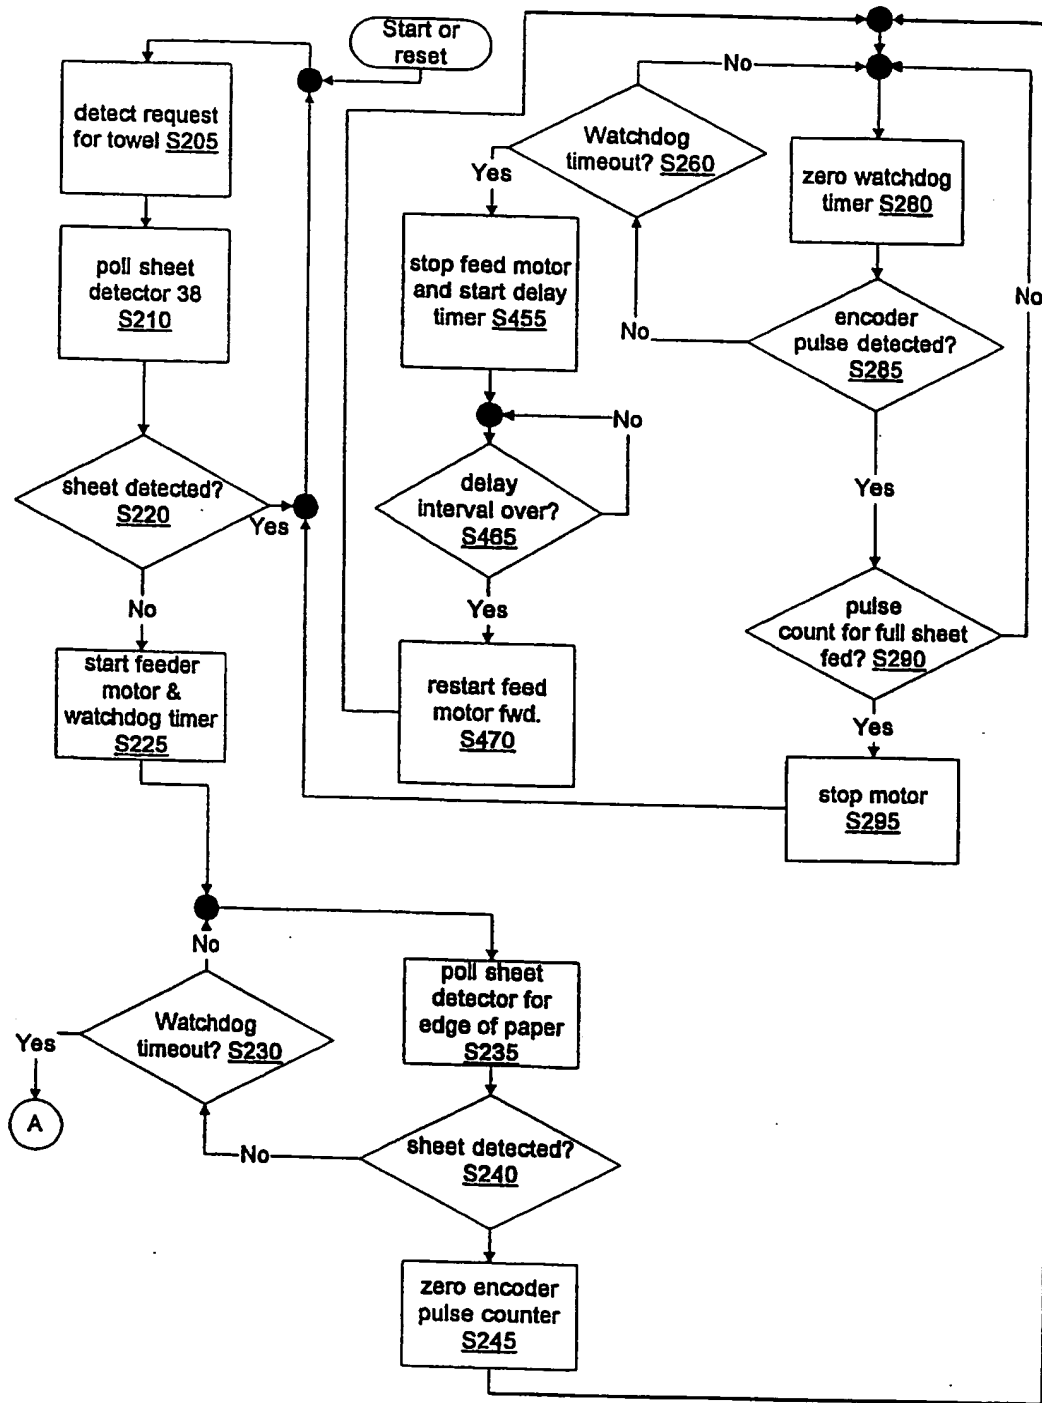 Start or
reset
detect request
for towel S205
poll sheet
detector 38
S210
sheet detected?
S220
Yes
No
start feeder
motor &
watchdog timer
S225
No
Watchdog
timeout? S260
Yes
stop feed motor
and start delay
timer S455
No
delay
interval over?
S465
Yes
restart feed
motor fwd.
S470
zero watchdog
timer S280
No
encoder
pulse detected?
S285
No
Yes
pulse
count for full sheet
fed? S290
Yes
stop motor
S295
No
Watchdog
timeout? S230
Yes
A
poll sheet
detector for
edge of paper
S235
sheet detected?
S240
No
zero encoder
pulse counter
S245